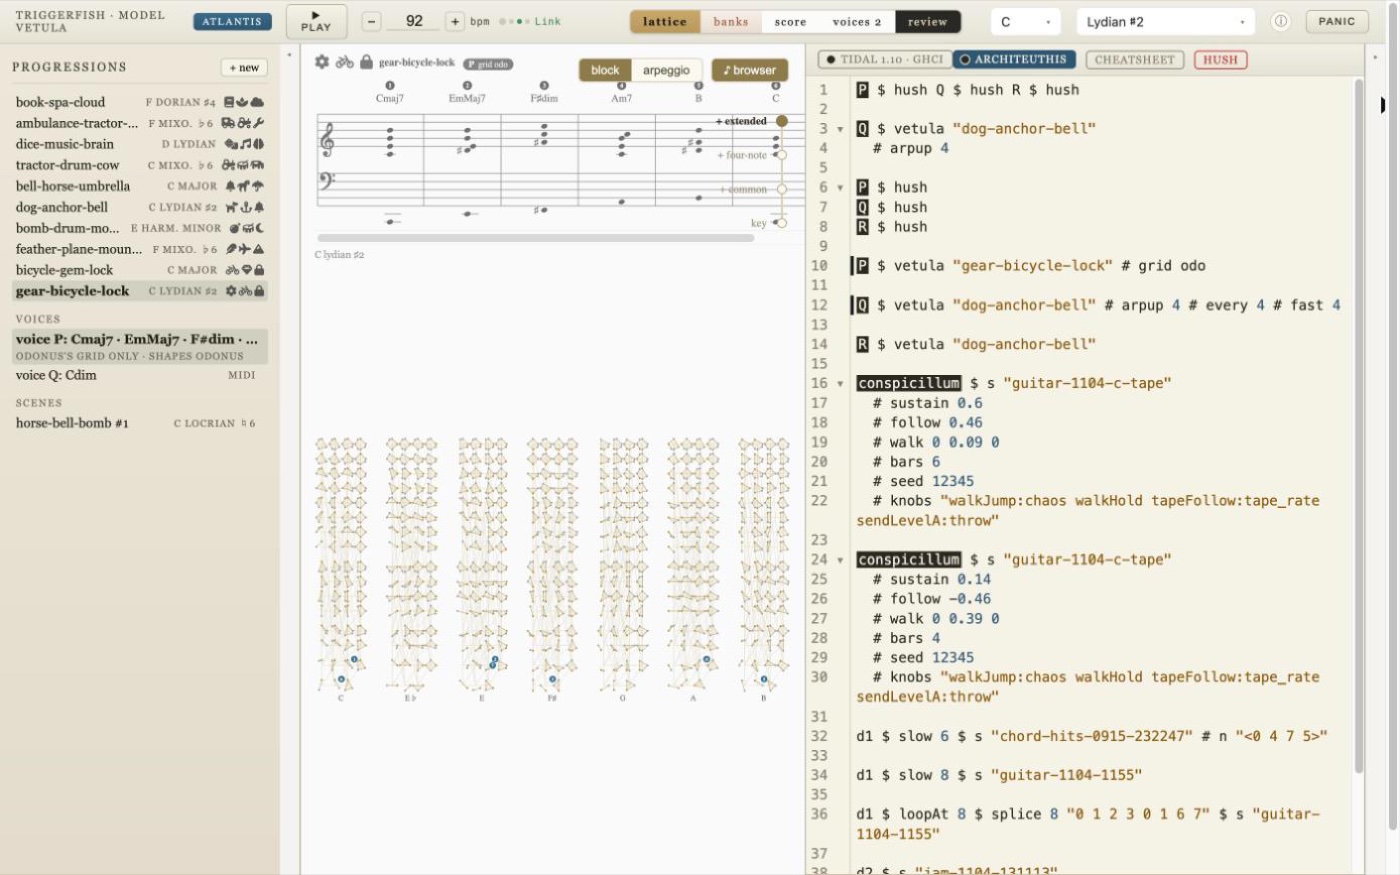 TRIGGERFISH · MODEL VETULA
ATLANTIS
PLAY
− 92 + bpm Link
lattice banks score voices 2 review
C
Lydian #2
PANIC
PROGRESSIONS
+ new
book-spa-cloud F DORIAN ♯4
ambulance-tractor-... F MIXO. ♭6
dice-music-brain D LYDIAN
tractor-drum-cow C MIXO. ♭6
bell-horse-umbrella C MAJOR
dog-anchor-bell C LYDIAN ♯2
bomb-drum-mo... E HARM. MINOR
feather-plane-moun... F MIXO. ♭6
bicycle-gem-lock C MAJOR
gear-bicycle-lock C LYDIAN ♯2
VOICES
voice P: Cmaj7 · EmMaj7 · F#dim · ...
ODONUS'S GRID ONLY · SHAPES ODONUS
voice Q: Cdim MIDI
SCENES
horse-bell-bomb #1 C LOCRIAN ♮6
gear-bicycle-lock P grid odo
block arpeggio ♪ browser
1 2 3 4 5 6
Cmaj7 EmMaj7 F♯dim Am7 B C
+ extended
+ four-note
+ common
key
C lydian ♯2
C E♭ E F# G A B
TIDAL 1.10 · GHCI ARCHITEUTHIS CHEATSHEET HUSH
1 P $ hush Q $ hush R $ hush
2
3 Q $ vetula "dog-anchor-bell"
4 # arpup 4
5
6 P $ hush
7 Q $ hush
8 R $ hush
9
10 P $ vetula "gear-bicycle-lock" # grid odo
11
12 Q $ vetula "dog-anchor-bell" # arpup 4 # every 4 # fast 4
13
14 R $ vetula "dog-anchor-bell"
15
16 conspicillum $ s "guitar-1104-c-tape"
17 # sustain 0.6
18 # follow 0.46
19 # walk 0 0.09 0
20 # bars 6
21 # seed 12345
22 # knobs "walkJump:chaos walkHold tapeFollow:tape_rate
sendLevelA:throw"
23
24 conspicillum $ s "guitar-1104-c-tape"
25 # sustain 0.14
26 # follow -0.46
27 # walk 0 0.39 0
28 # bars 4
29 # seed 12345
30 # knobs "walkJump:chaos walkHold tapeFollow:tape_rate
sendLevelA:throw"
31
32 d1 $ slow 6 $ s "chord-hits-0915-232247" # n "<0 4 7 5>"
33
34 d1 $ slow 8 $ s "guitar-1104-1155"
35
36 d1 $ loopAt 8 $ splice 8 "0 1 2 3 0 1 6 7" $ s "guitar-
1104-1155"
37
38 d2 $ s "jam-1104-131113"